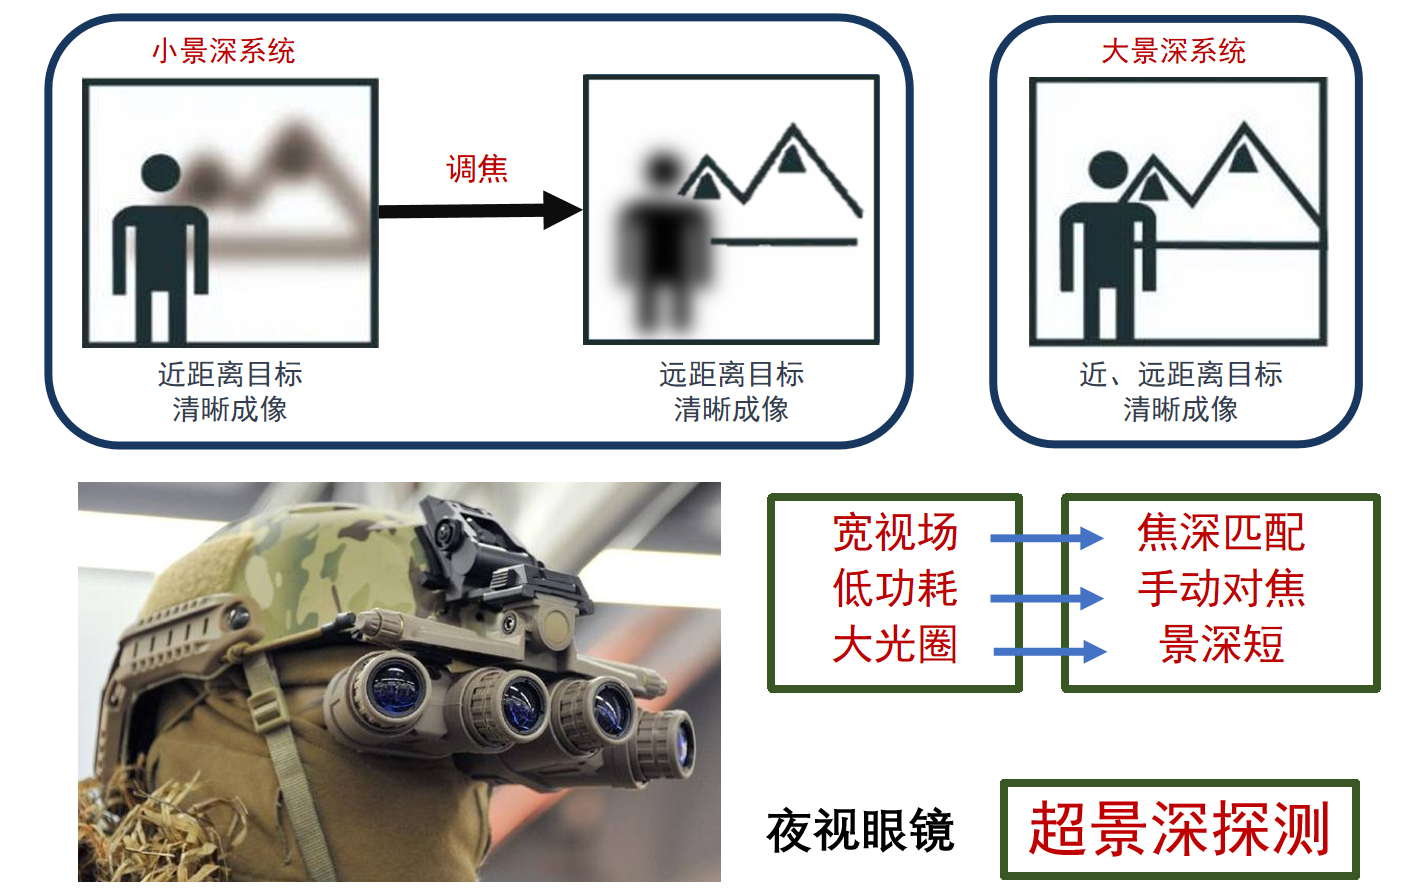 小景深系统
调焦
近距离目标
清晰成像
远距离目标
清晰成像
大景深系统
近、远距离目标
清晰成像
宽视场
低功耗
大光圈
焦深匹配
手动对焦
景深短
夜视眼镜
超景深探测